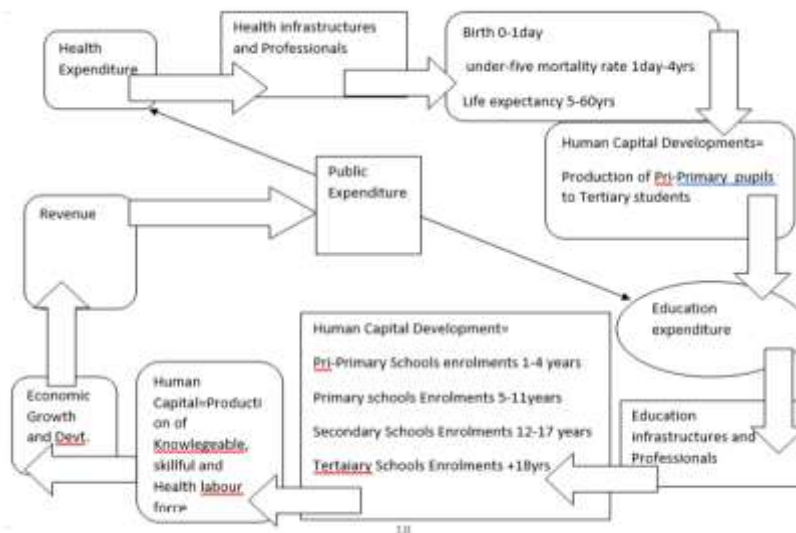 Health
Expenditure
Health infrastructures
and Professionals
Birth 0-1day
under-five mortality rate 1day-4yrs
Life expectancy 5-60yrs
Human Capital Developments=
Production of Pri-Primary pupils
to Tertiary students
Public
Expenditure
Revenue
Education
expenditure
Human Capital Development=
Pri-Primary Schools enrolments 1-4 years
Primary schools Enrolments 5-11years
Secondary Schools Enrolments 12-17 years
Tertaiary Schools Enrolments +18yrs
Education
infrastructures and
Professionals
Human
Capital=Producti
on of
Knowlegeable,
skillful and
Health labour
force
Economic
Growth
and Devt.